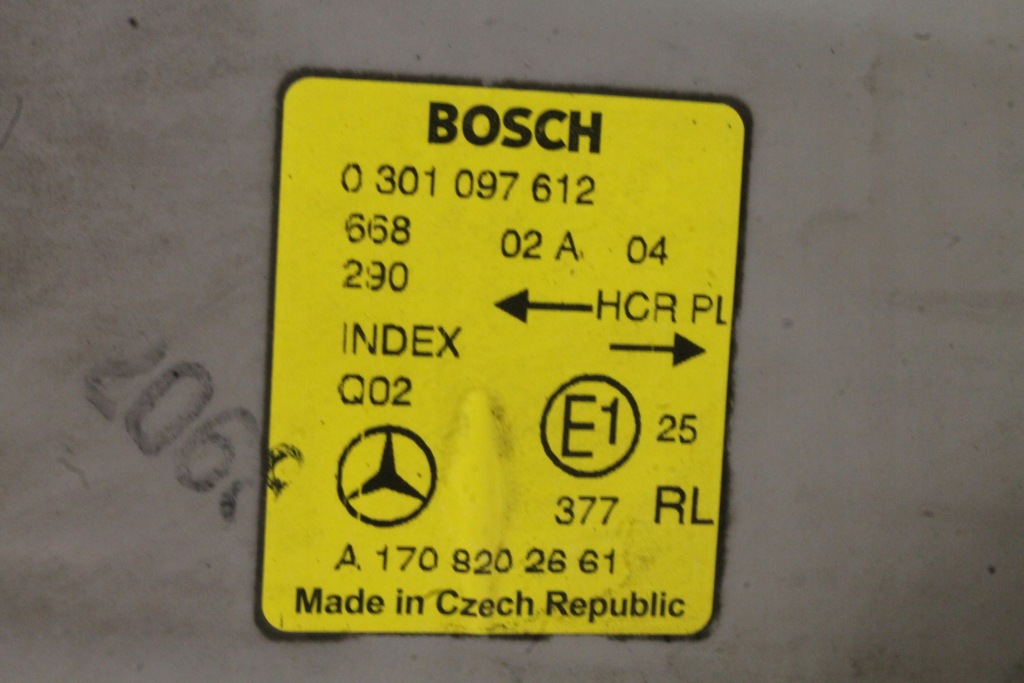 BOSCH
0 301 097 612
668
02 A 04
290
HCR PL
INDEX
Q02
E1 25
377 RL
A 170 820 26 61
Made in Czech Republic